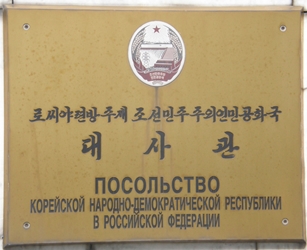 로씨야련방주재 조선민주주의인민공화국
대사관
ПОСОЛЬСТВО
КОРЕЙСКОЙ НАРОДНО-ДЕМОКРАТИЧЕСКОЙ РЕСПУБЛИКИ
В РОССИЙСКОЙ ФЕДЕРАЦИИ